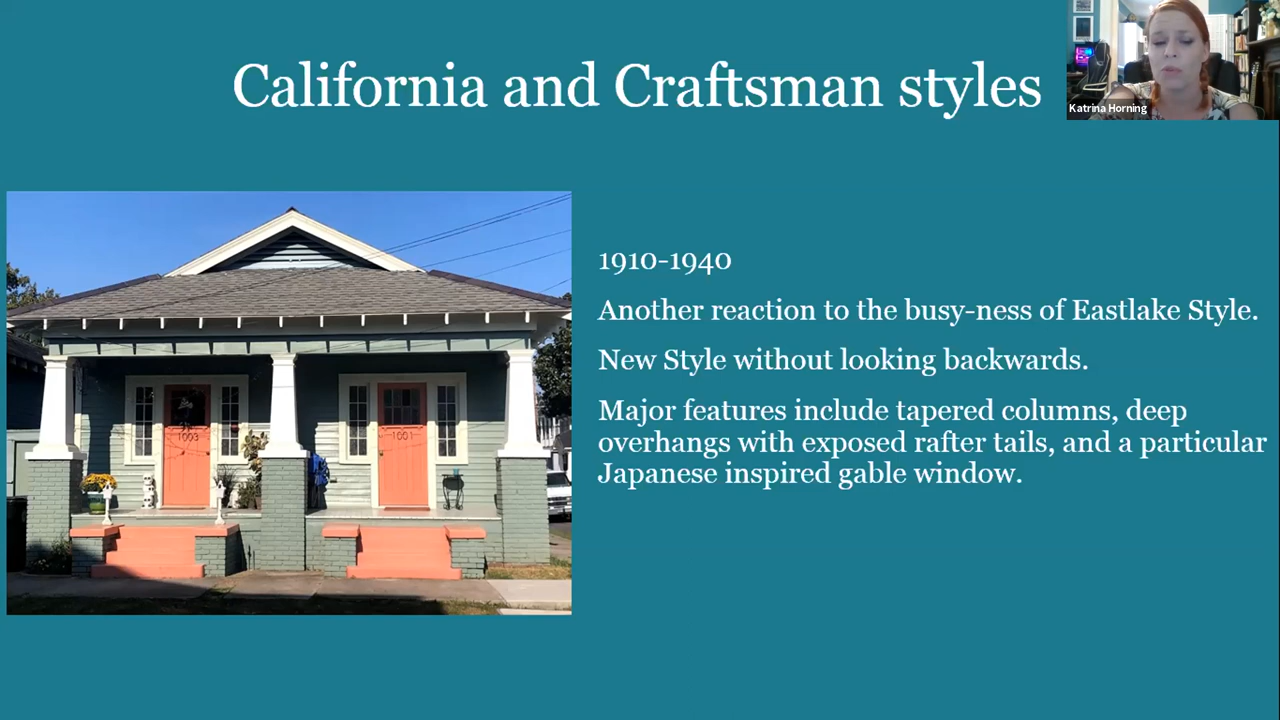 California and Craftsman styles
Katrina Horning
1910-1940
Another reaction to the busy-ness of Eastlake Style.
New Style without looking backwards.
Major features include tapered columns, deep
overhangs with exposed rafter tails, and a particular
Japanese inspired gable window.
1003
1001